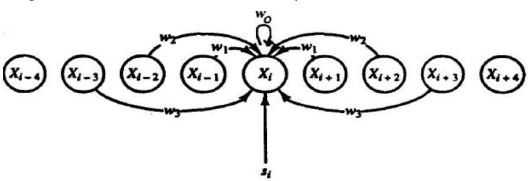 w₀
w₂ w₂
w₁ w₁
Xᵢ₋₄ Xᵢ₋₃ Xᵢ₋₂ Xᵢ₋₁ Xᵢ Xᵢ₊₁ Xᵢ₊₂ Xᵢ₊₃ Xᵢ₊₄
w₃ w₃
sᵢ